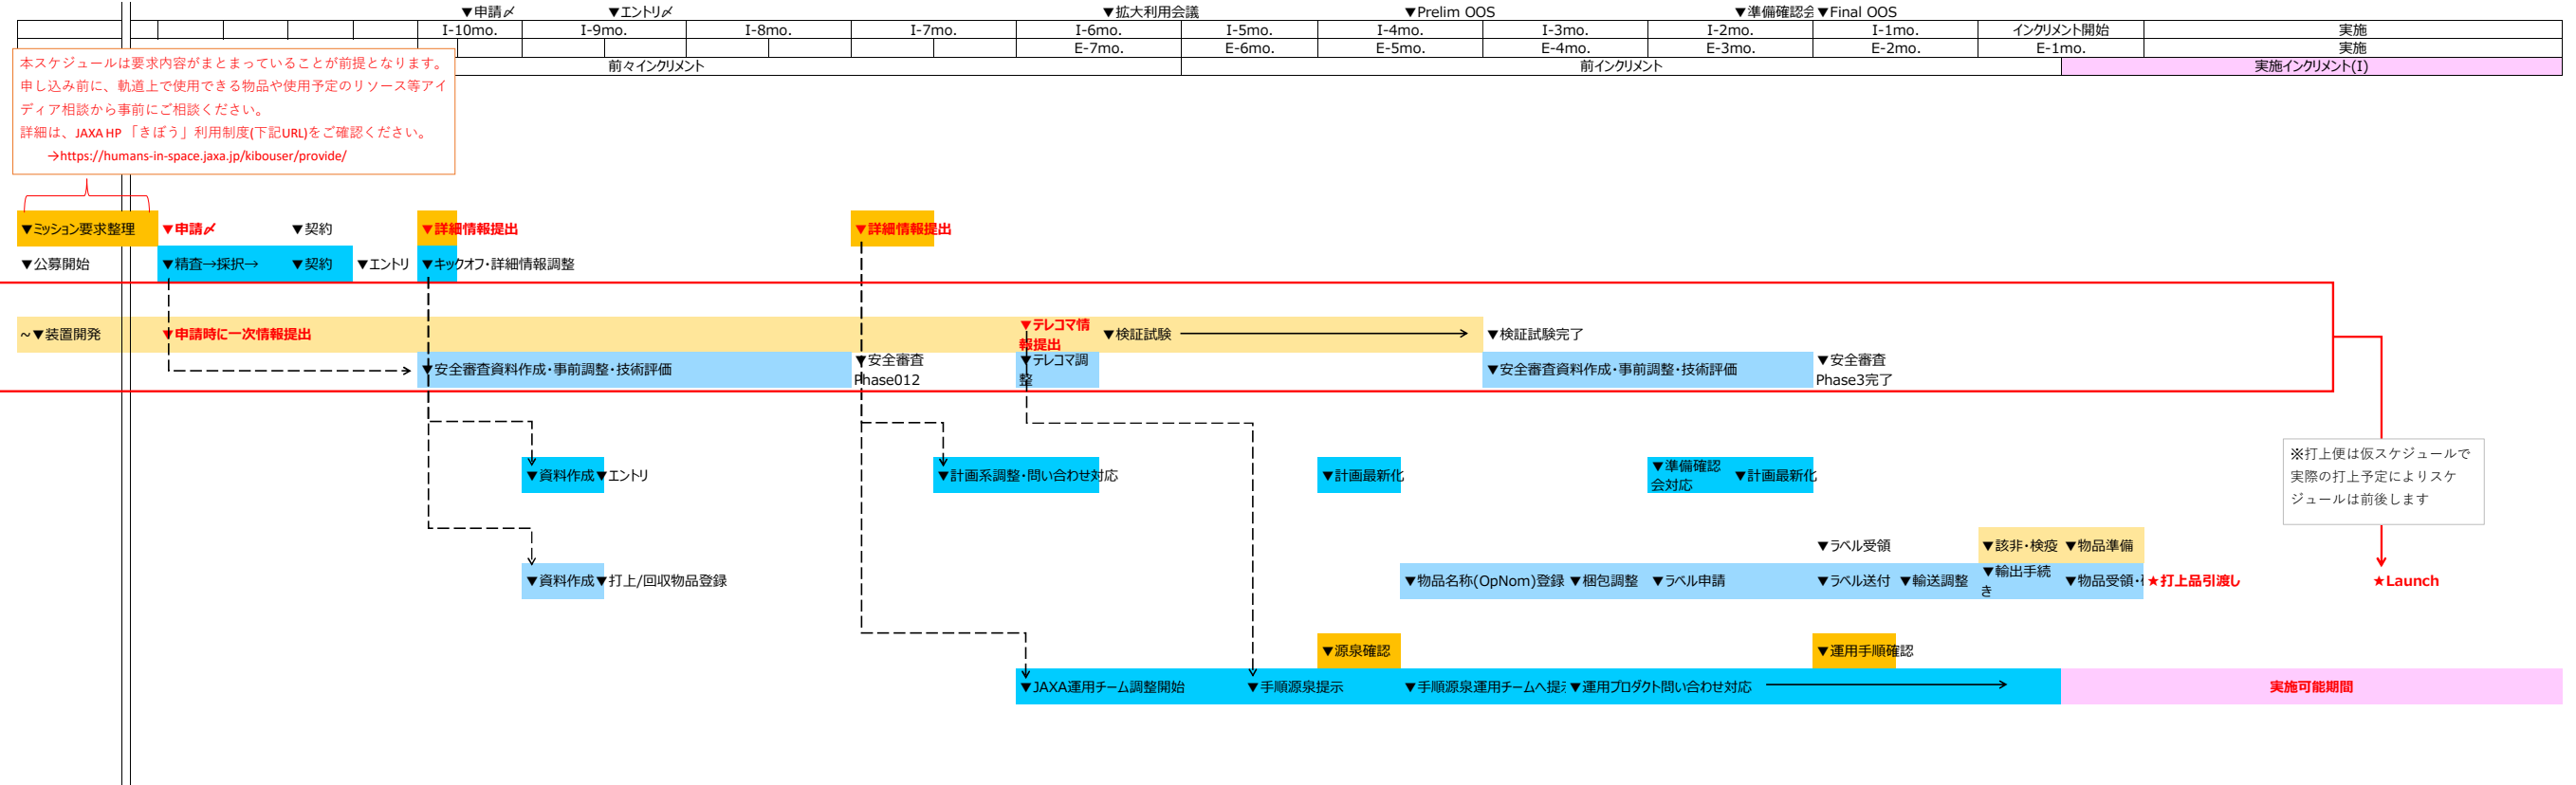 ▼申請〆 ▼エントリ〆 ▼拡大利用会議 ▼Prelim OOS ▼準備確認会 ▼Final OOS
I-10mo. I-9mo. I-8mo. I-7mo. I-6mo. I-5mo. I-4mo. I-3mo. I-2mo. I-1mo. インクリメント開始 実施
E-7mo. E-6mo. E-5mo. E-4mo. E-3mo. E-2mo. E-1mo. 実施
前々インクリメント 前インクリメント 実施インクリメント(I)
本スケジュールは要求内容がまとまっていることが前提となります。
申し込み前に、軌道上で使用できる物品や使用予定のリソース等アイ
ディア相談から事前にご相談ください。
詳細は、JAXA HP 「きぼう」利用制度(下記URL)をご確認ください。
→https://humans-in-space.jaxa.jp/kibouser/provide/
▼ミッション要求整理 ▼申請〆 ▼契約 ▼詳細情報提出 ▼詳細情報提出
▼公募開始 ▼精査→採択→ ▼契約 ▼エントリ ▼キックオフ・詳細情報調整
~▼装置開発 ▼申請時に一次情報提出 ▼テレコマ情
報提出 ▼検証試験 ▼検証試験完了
▼安全審査資料作成・事前調整・技術評価 ▼安全審査
Phase012 ▼テレコマ調
整 ▼安全審査資料作成・事前調整・技術評価 ▼安全審査
Phase3完了
▼資料作成 ▼エントリ ▼計画系調整・問い合わせ対応 ▼計画最新化 ▼準備確認
会対応 ▼計画最新化
※打上便は仮スケジュールで
実際の打上予定によりスケ
ジュールは前後します
▼ラベル受領 ▼該非・検疫 ▼物品準備
▼資料作成 ▼打上/回収物品登録 ▼物品名称(OpNom)登録 ▼梱包調整 ▼ラベル申請 ▼ラベル送付 ▼輸送調整 ▼輸出手続
き ▼物品受領・ ★打上品引渡し ★Launch
▼源泉確認 ▼運用手順確認
▼JAXA運用チーム調整開始 ▼手順源泉提示 ▼手順源泉運用チームへ提 ▼運用プロダクト問い合わせ対応 実施可能期間